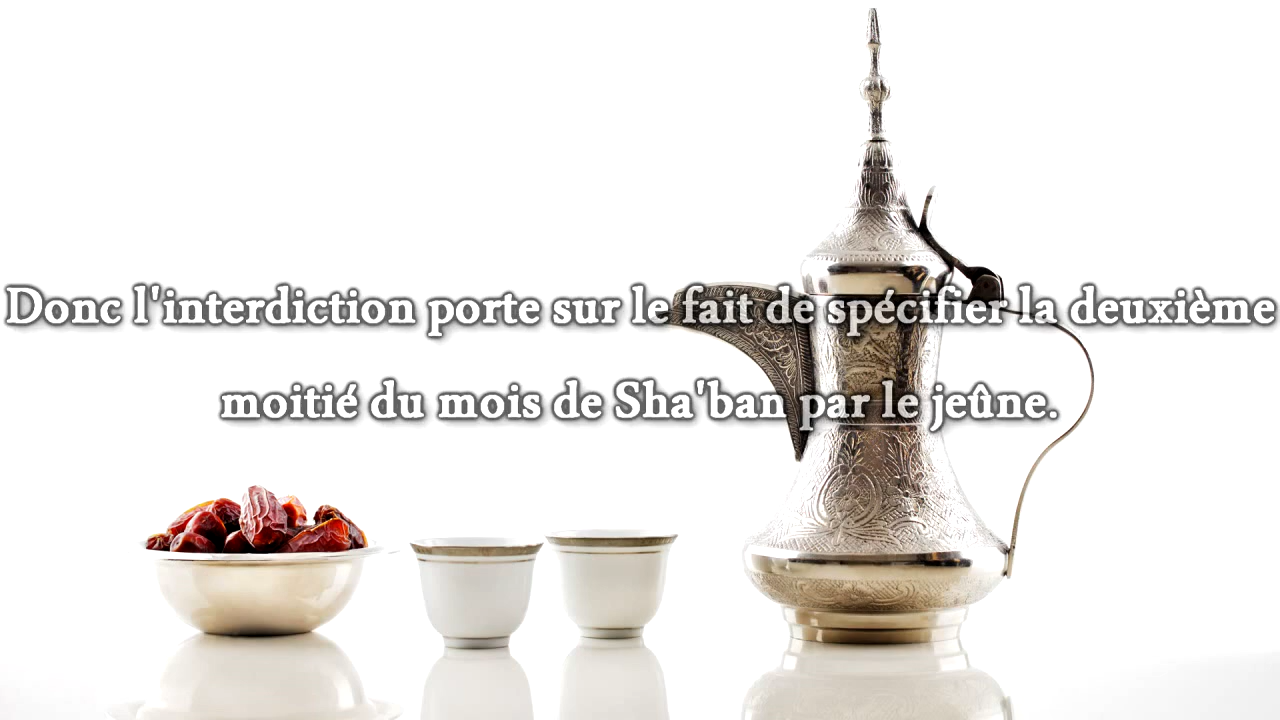 Donc l'interdiction porte sur le fait de spécifier la deuxième
moitié du mois de Sha'ban par le jeûne.